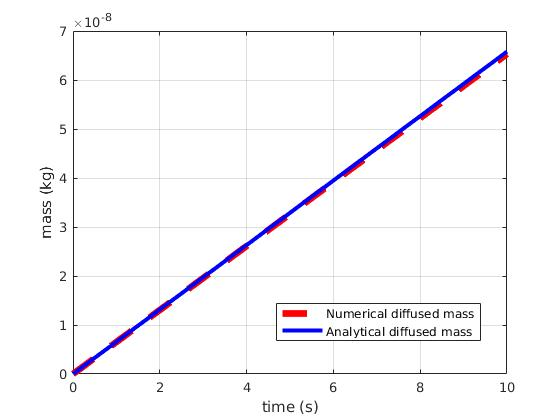 ×10⁻⁸
7
6
5
4
3
2
1
0
mass (kg)
Numerical diffused mass
Analytical diffused mass
0 2 4 6 8 10
time (s)